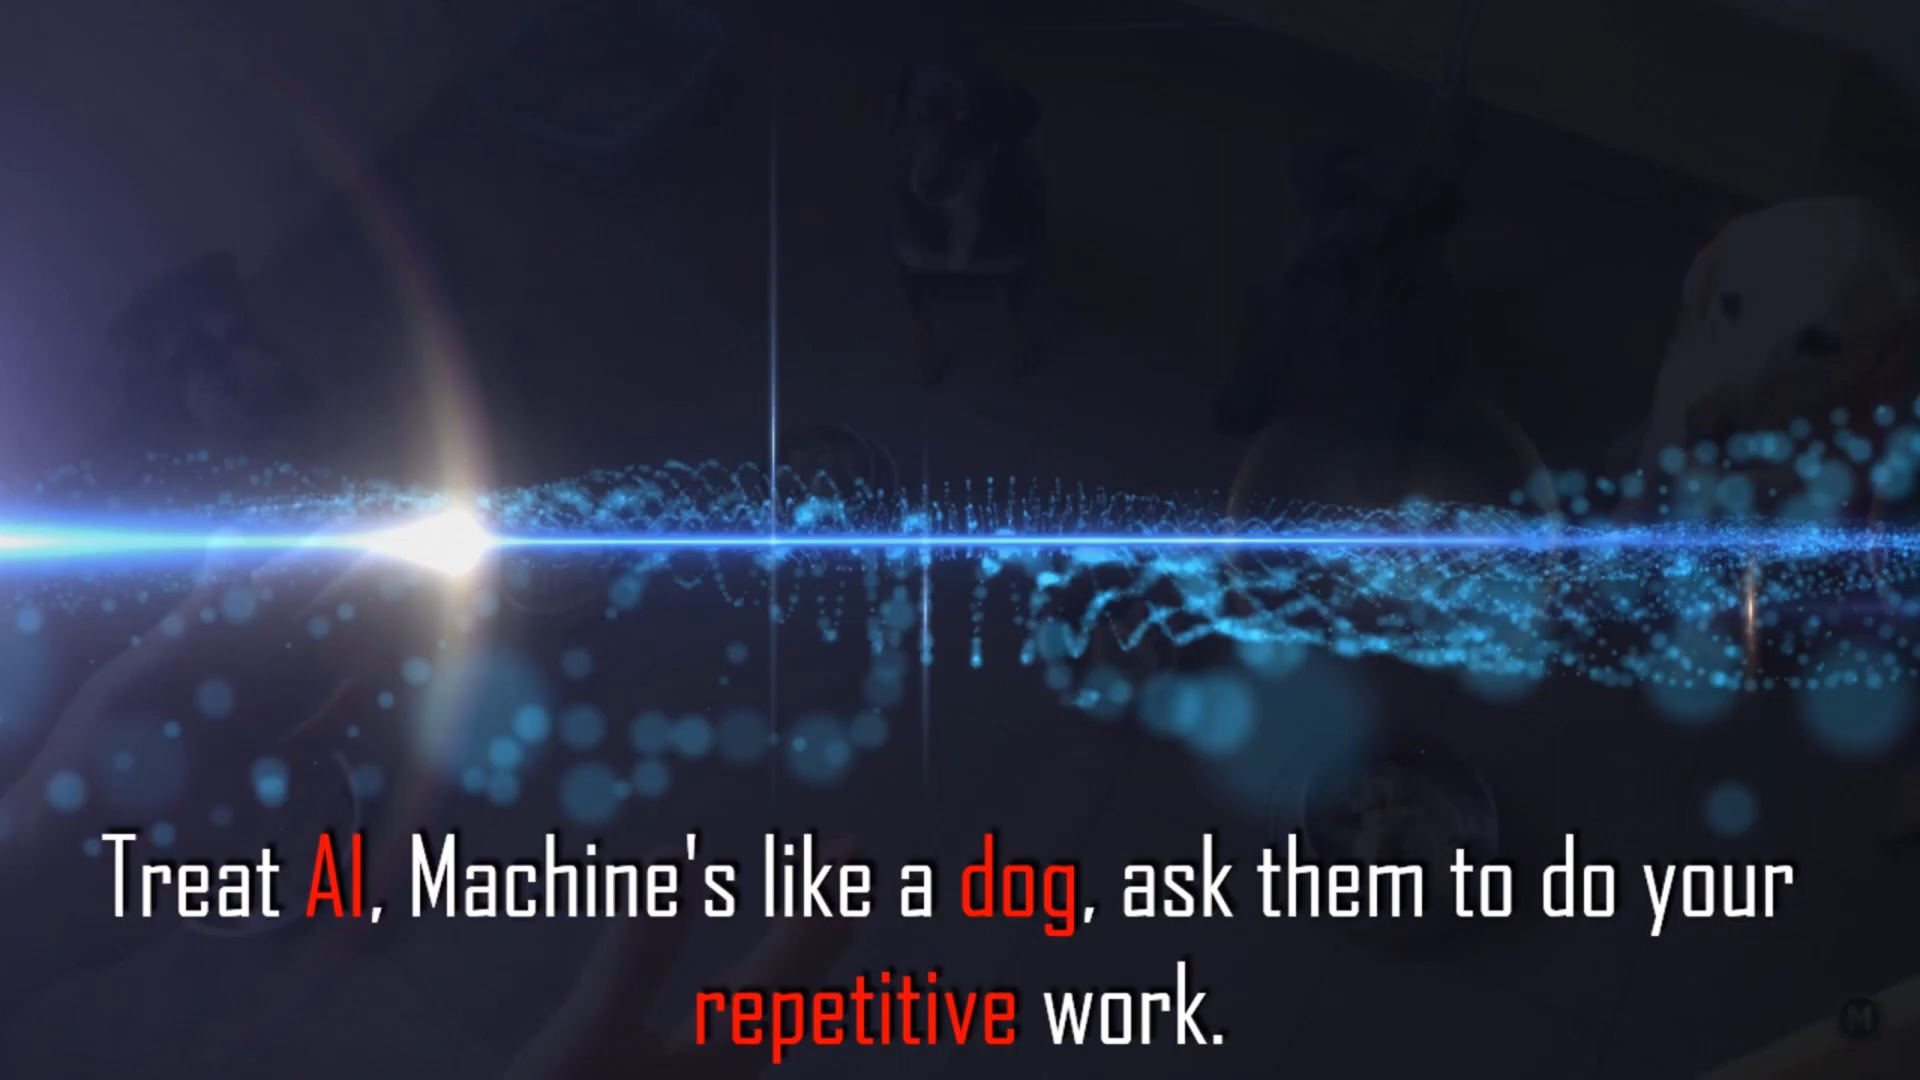 Treat AI, Machine's like a dog, ask them to do your
repetitive work.
M